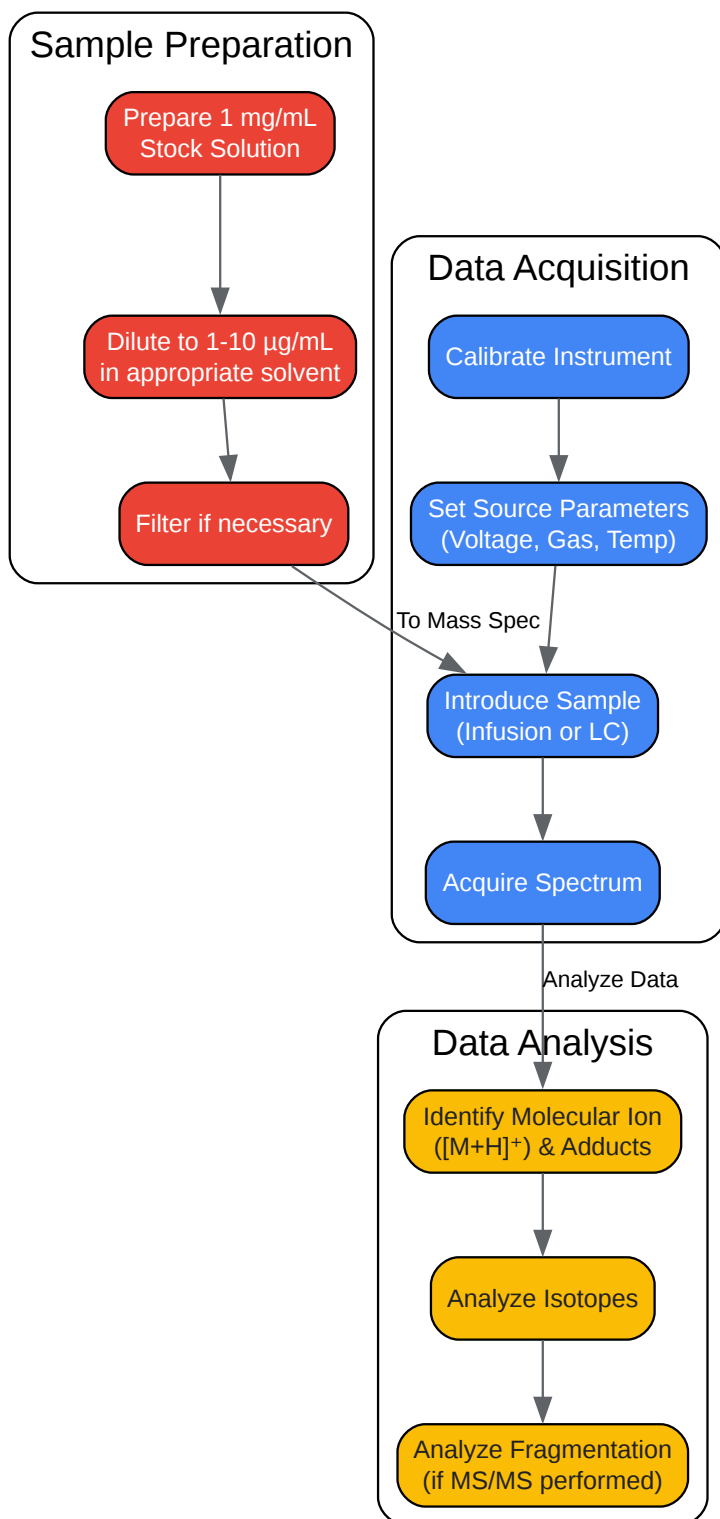 Sample Preparation
Prepare 1 mg/mL
Stock Solution
Dilute to 1-10 µg/mL
in appropriate solvent
Filter if necessary
To Mass Spec
Data Acquisition
Calibrate Instrument
Set Source Parameters
(Voltage, Gas, Temp)
Introduce Sample
(Infusion or LC)
Acquire Spectrum
Analyze Data
Data Analysis
Identify Molecular Ion
([M+H]⁺) & Adducts
Analyze Isotopes
Analyze Fragmentation
(if MS/MS performed)